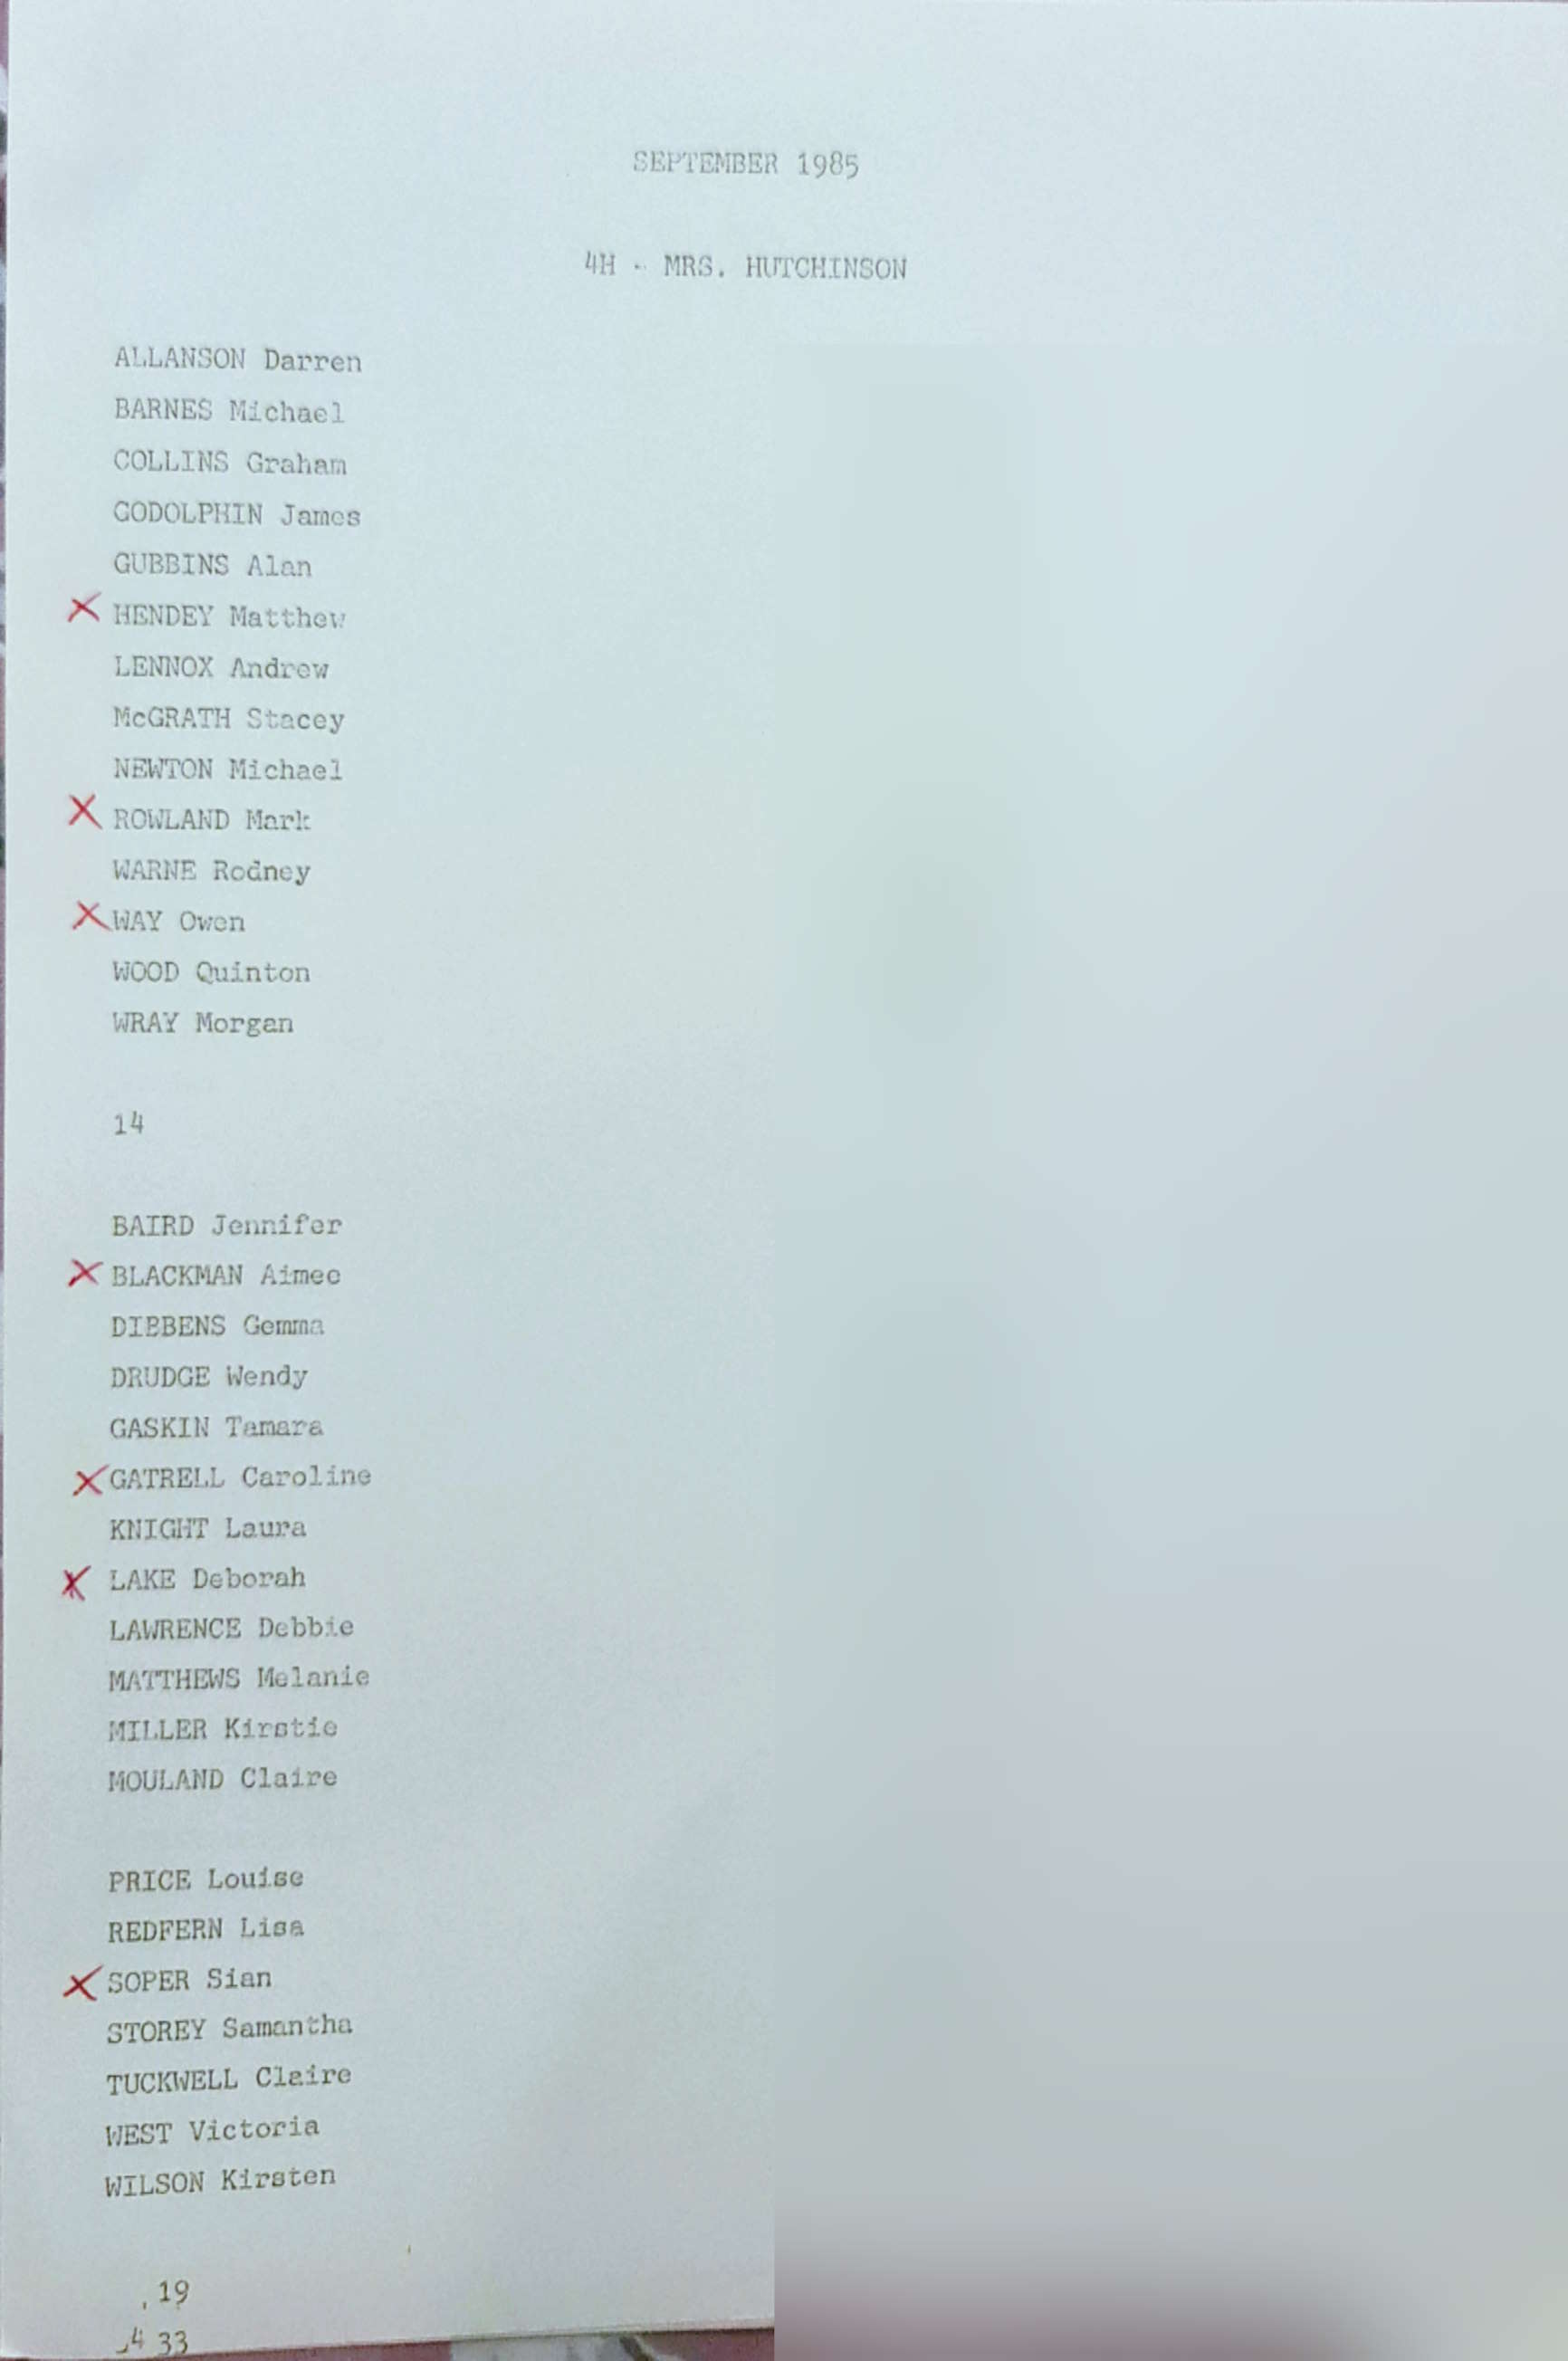 SEPTEMBER 1985
4H - MRS. HUTCHINSON
ALLANSON Darren
BARNES Michael
COLLINS Graham
GODOLPHIN James
GUBBINS Alan
X HENDEY Matthew
LENNOX Andrew
McGRATH Stacey
NEWTON Michael
X ROWLAND Mark
WARNE Rodney
X WAY Owen
WOOD Quinton
WRAY Morgan
14
BAIRD Jennifer
X BLACKMAN Aimee
DIBBENS Gemma
DRUDGE Wendy
GASKIN Tamara
X GATRELL Caroline
KNIGHT Laura
X LAKE Deborah
LAWRENCE Debbie
MATTHEWS Melanie
MILLER Kirstie
MOULAND Claire
PRICE Louise
REDFERN Lisa
X SOPER Sian
STOREY Samantha
TUCKWELL Claire
WEST Victoria
WILSON Kirsten
19
33